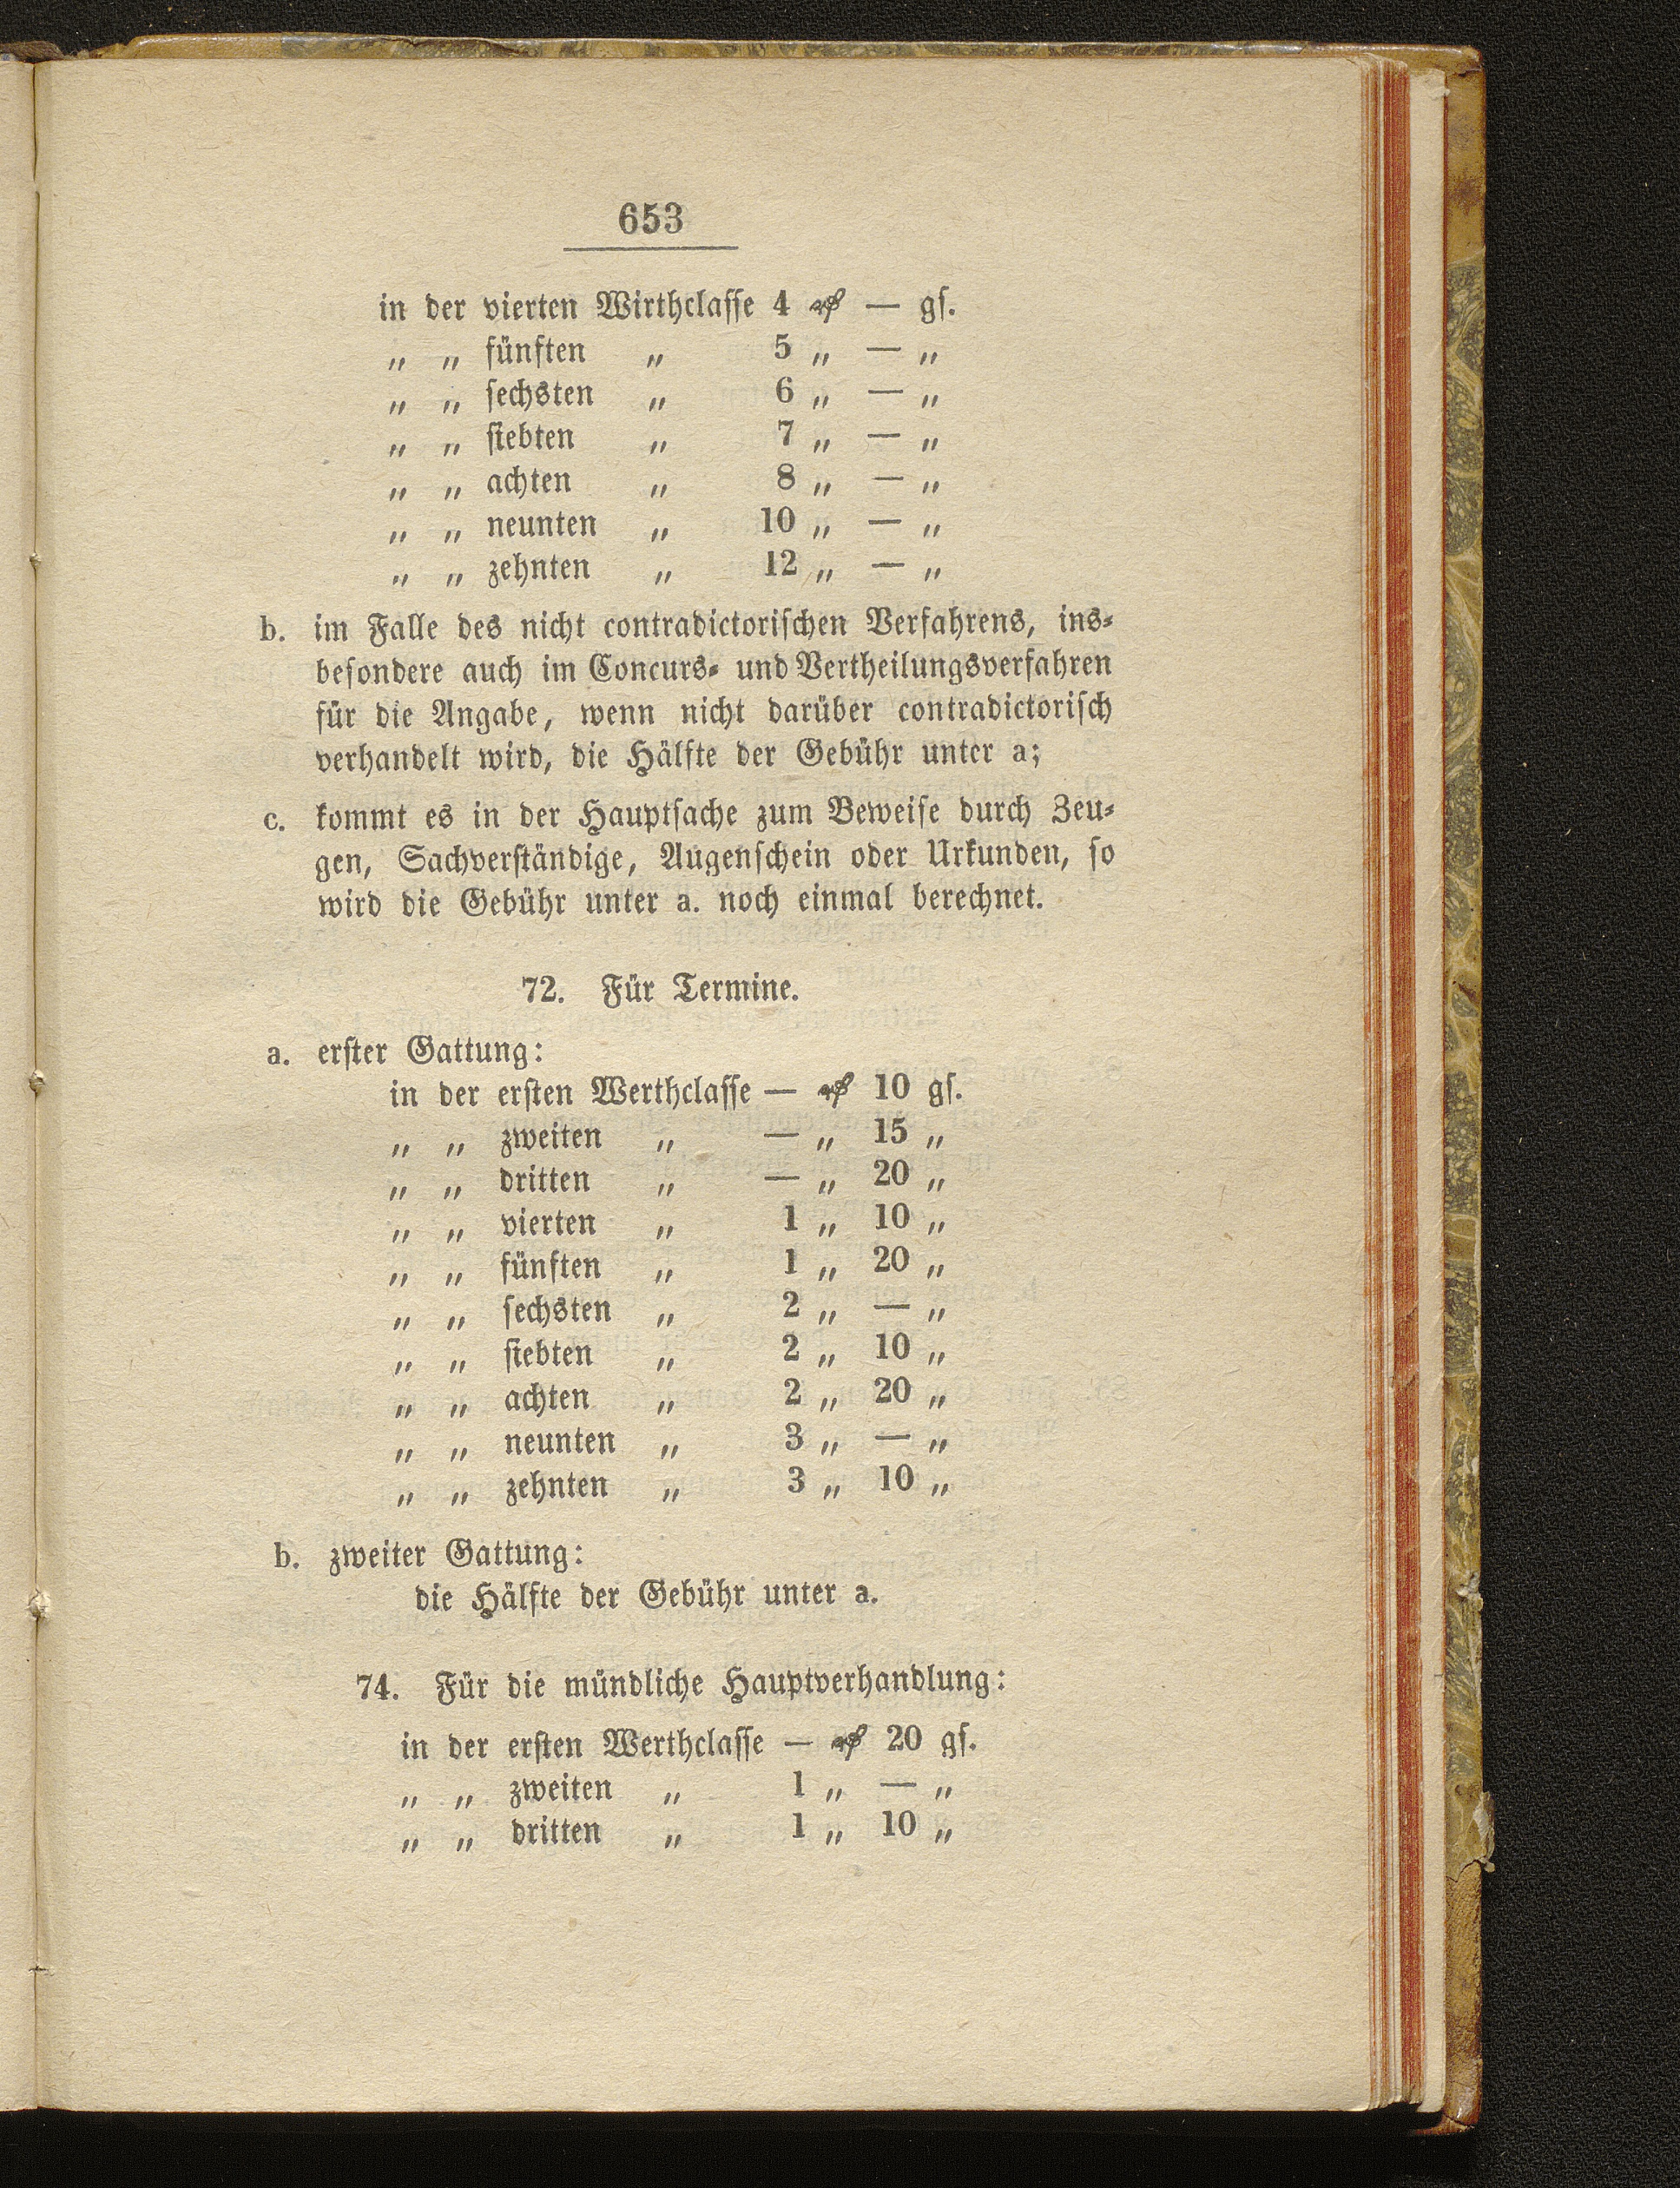 653
in der vierten Wirthclasse 4 ₰ — gs.
„ „ fünften „ 5 „ — „
„ „ sechsten „ 6 „ — „
„ „ siebten „ 7 „ — „
„ „ achten „ 8 „ — „
„ „ neunten „ 10 „ — „
„ „ zehnten „ 12 „ — „
b. im Falle des nicht contradictorischen Verfahrens, ins-
besondere auch im Concurs- und Vertheilungsverfahren
für die Angabe, wenn nicht darüber contradictorisch
verhandelt wird, die Hälfte der Gebühr unter a;
c. kommt es in der Hauptsache zum Beweise durch Zeu-
gen, Sachverständige, Augenschein oder Urkunden, so
wird die Gebühr unter a. noch einmal berechnet.
72. Für Termine.
a. erster Gattung:
in der ersten Werthclasse — ₰ 10 gs.
„ „ zweiten „ — „ 15 „
„ „ dritten „ — „ 20 „
„ „ vierten „ 1 „ 10 „
„ „ fünften „ 1 „ 20 „
„ „ sechsten „ 2 „ — „
„ „ siebten „ 2 „ 10 „
„ „ achten „ 2 „ 20 „
„ „ neunten „ 3 „ — „
„ „ zehnten „ 3 „ 10 „
b. zweiter Gattung:
die Hälfte der Gebühr unter a.
74. Für die mündliche Hauptverhandlung:
in der ersten Werthclasse — ₰ 20 gs.
„ „ zweiten „ 1 „ — „
„ „ dritten „ 1 „ 10 „